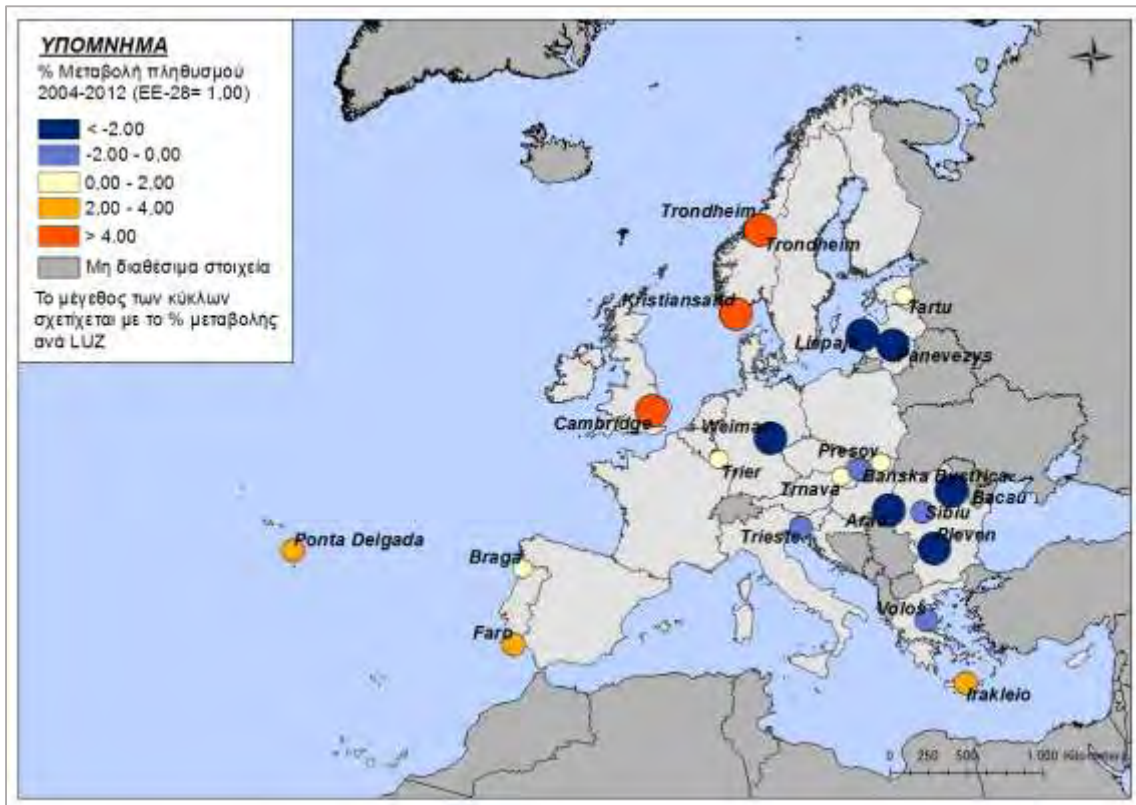 ΥΠΟΜΝΗΜΑ
% Μεταβολή πληθυσμού
2004-2012 (ΕΕ-28= 1,00)
< -2.00
-2.00 - 0,00
0,00 - 2.00
2,00 - 4.00
> 4.00
Μη διαθέσιμα στοιχεία
Το μέγεθος των κύκλων
σχετίζεται με το % μεταβολής
ανά LUZ
Trondheim
Trondheim
Kristiansand
Tartu
Liepaja
Panevezys
Cambridge
Weimar
Trier
Presov
Banska Bystrica
Trnava
Bacau
Sibiu
Arad
Pleven
Trieste
Ponta Delgada
Braga
Faro
Volos
Irakleio
0 250 500 1 000 Kilometers